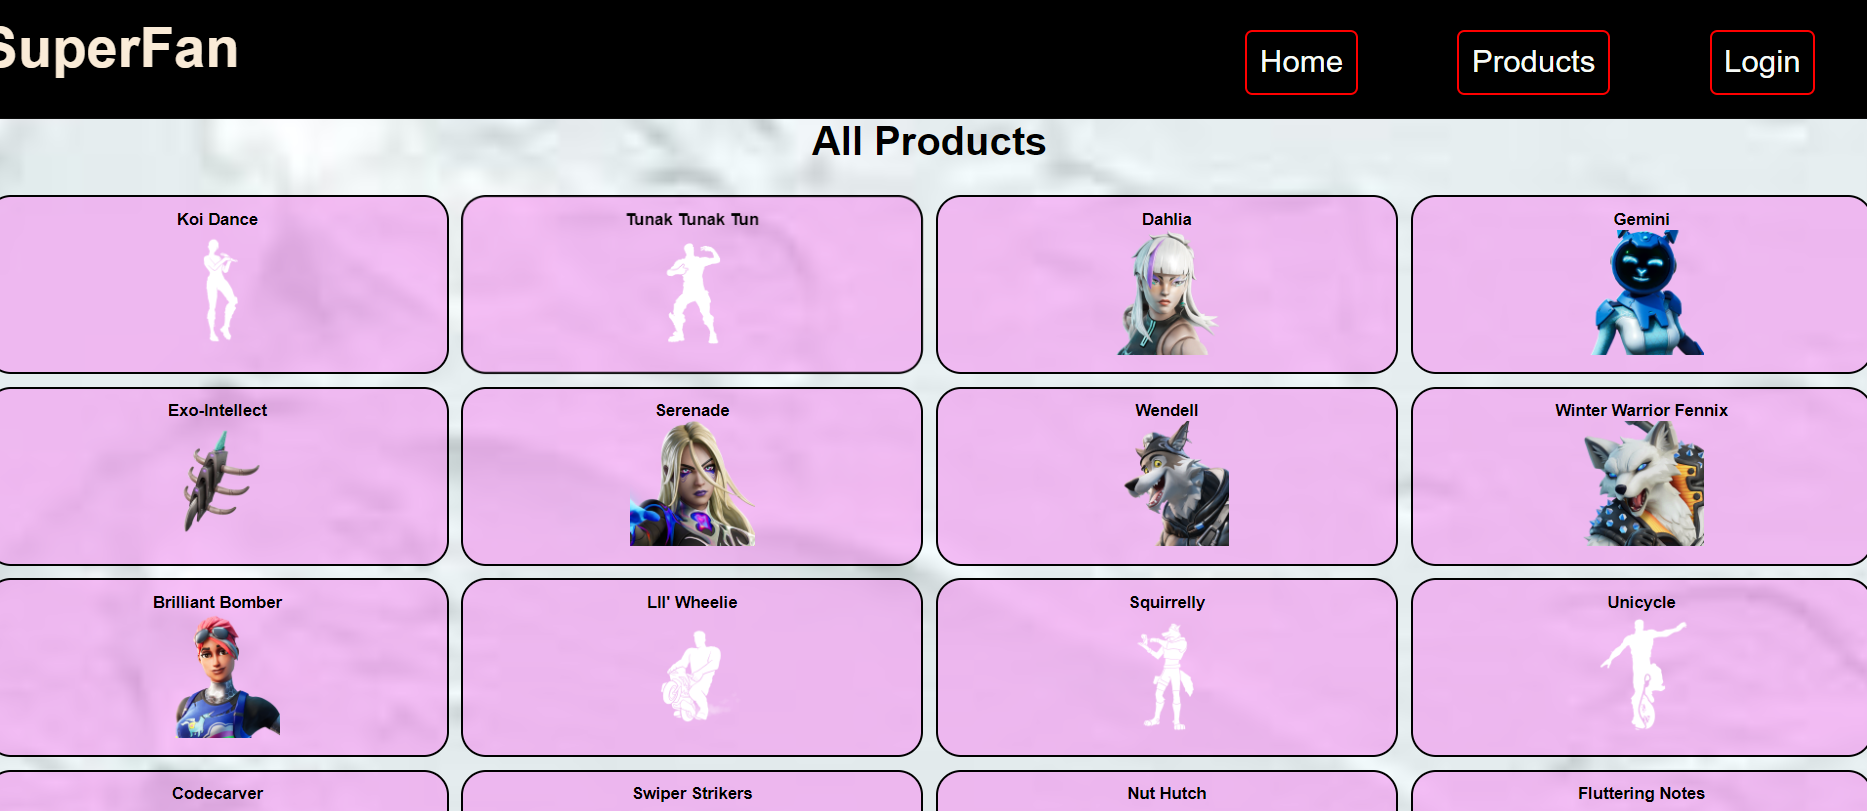 SuperFan
Home
Products
Login
All Products
Koi Dance
Tunak Tunak Tun
Dahlia
Gemini
Exo-Intellect
Serenade
Wendell
Winter Warrior Fennix
Brilliant Bomber
LIl' Wheelie
Squirrelly
Unicycle
Codecarver
Swiper Strikers
Nut Hutch
Fluttering Notes